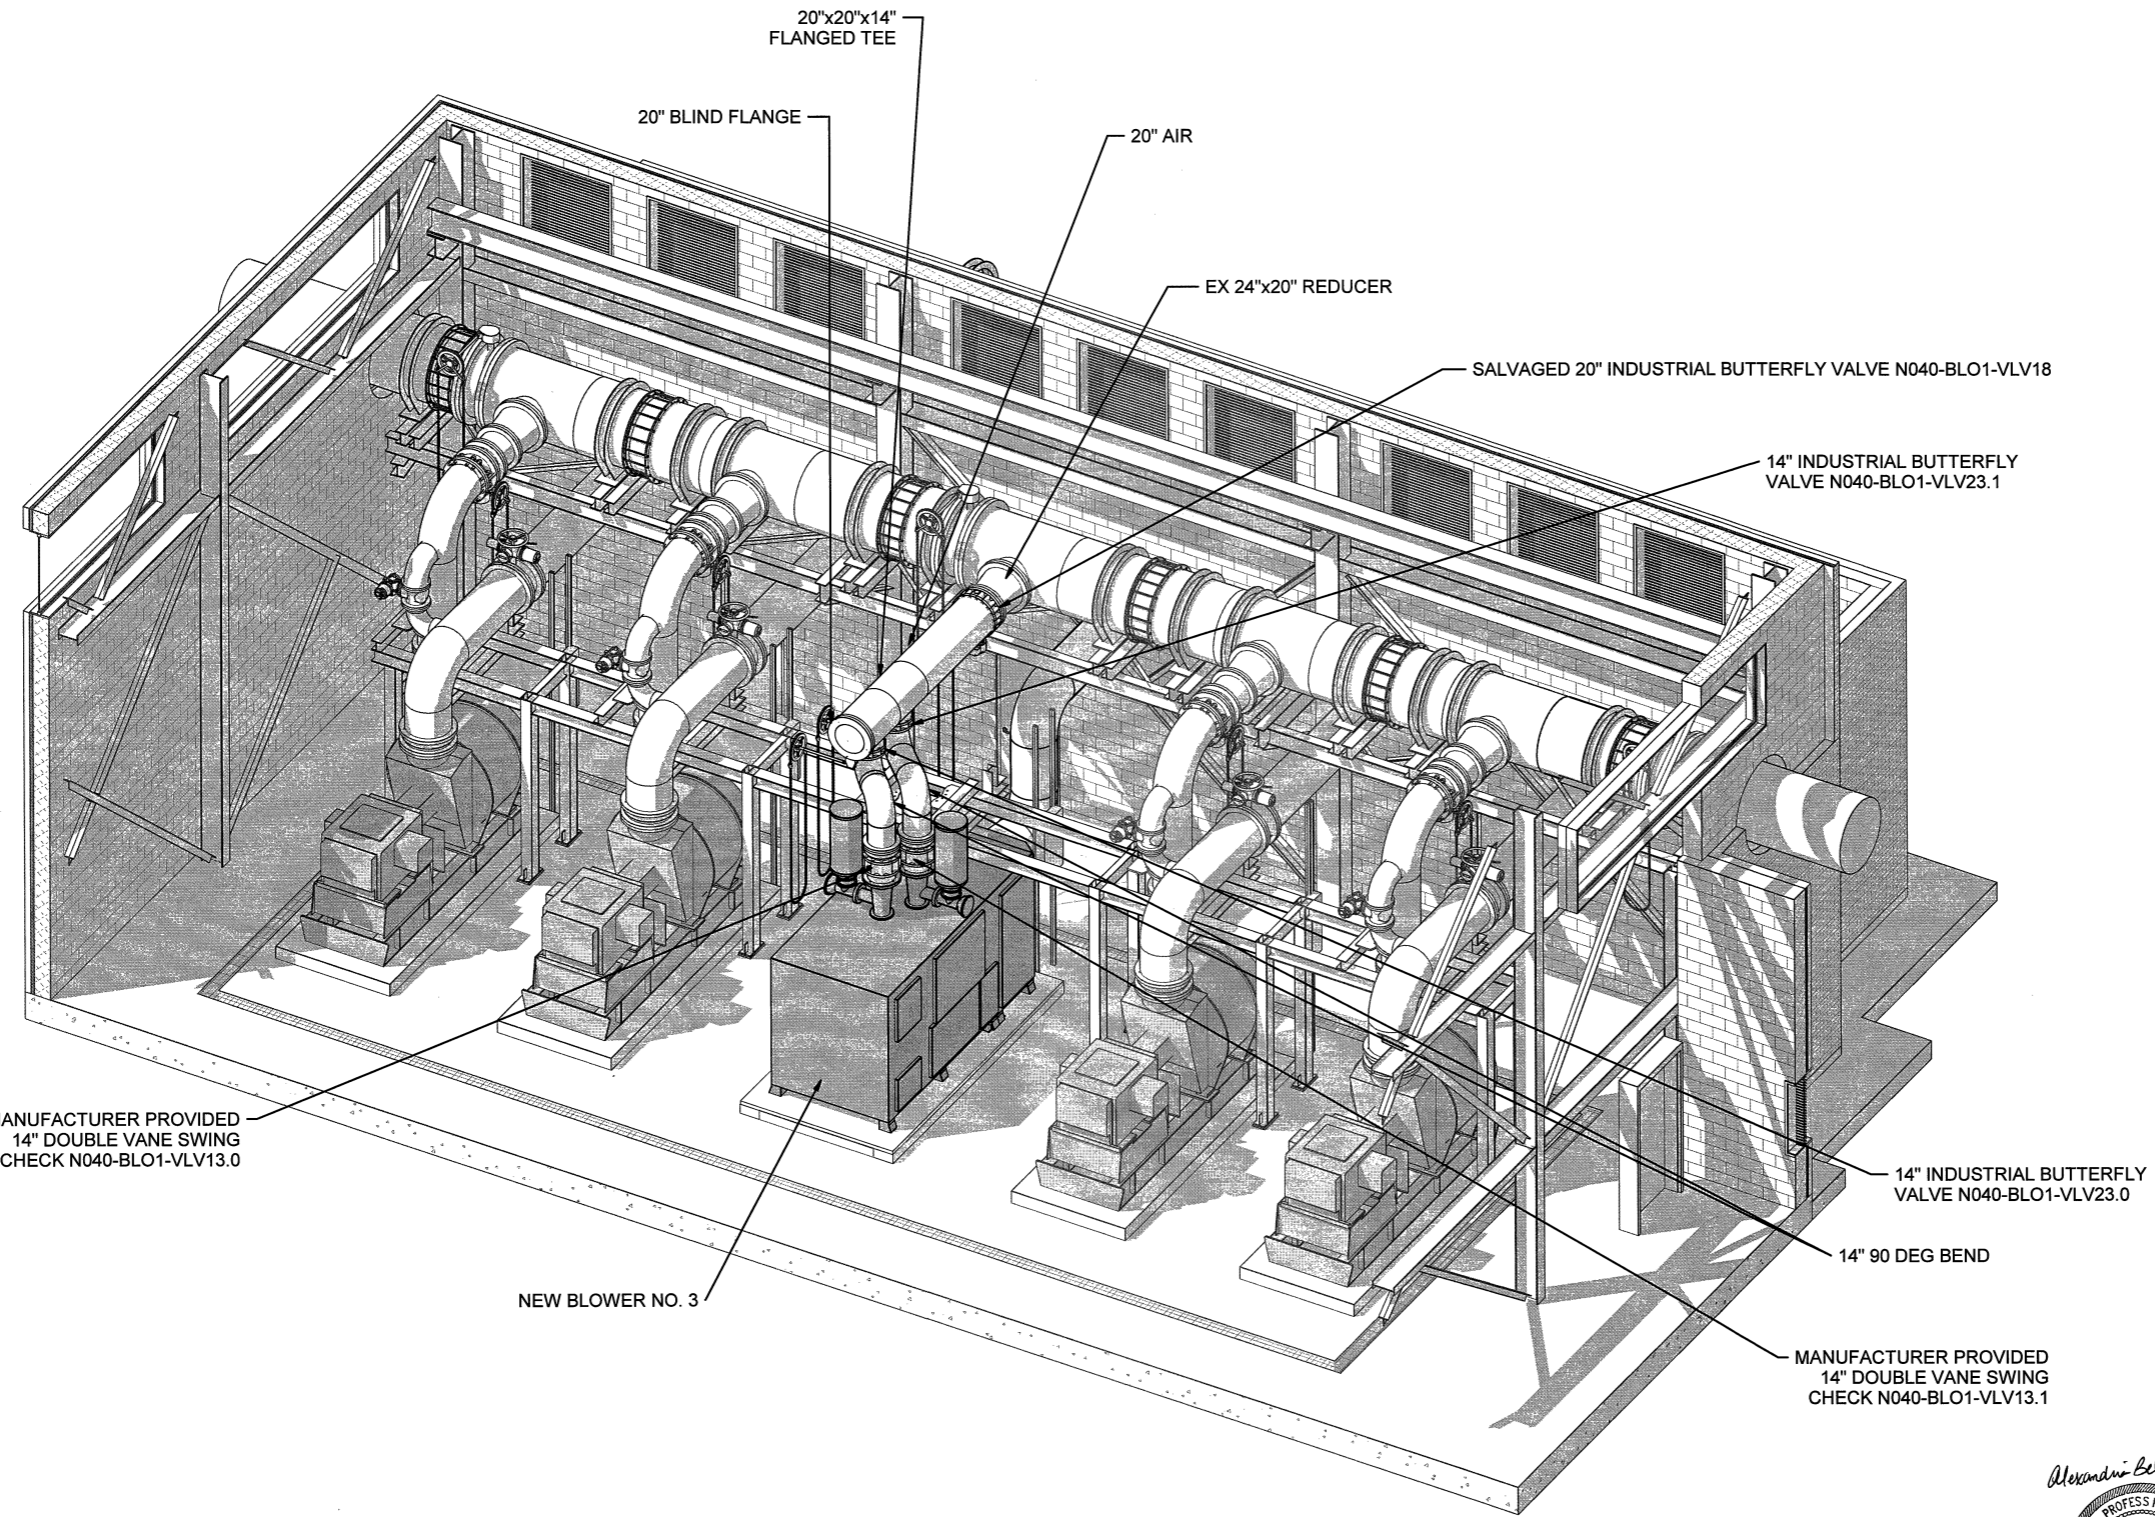 20"x20"x14"
FLANGED TEE
20" BLIND FLANGE
20" AIR
EX 24"x20" REDUCER
SALVAGED 20" INDUSTRIAL BUTTERFLY VALVE N040-BLO1-VLV18
14" INDUSTRIAL BUTTERFLY
VALVE N040-BLO1-VLV23.1
ANUFACTURER PROVIDED
14" DOUBLE VANE SWING
CHECK N040-BLO1-VLV13.0
14" INDUSTRIAL BUTTERFLY
VALVE N040-BLO1-VLV23.0
14" 90 DEG BEND
NEW BLOWER NO. 3
MANUFACTURER PROVIDED
14" DOUBLE VANE SWING
CHECK N040-BLO1-VLV13.1
Alexandria
PROFESS